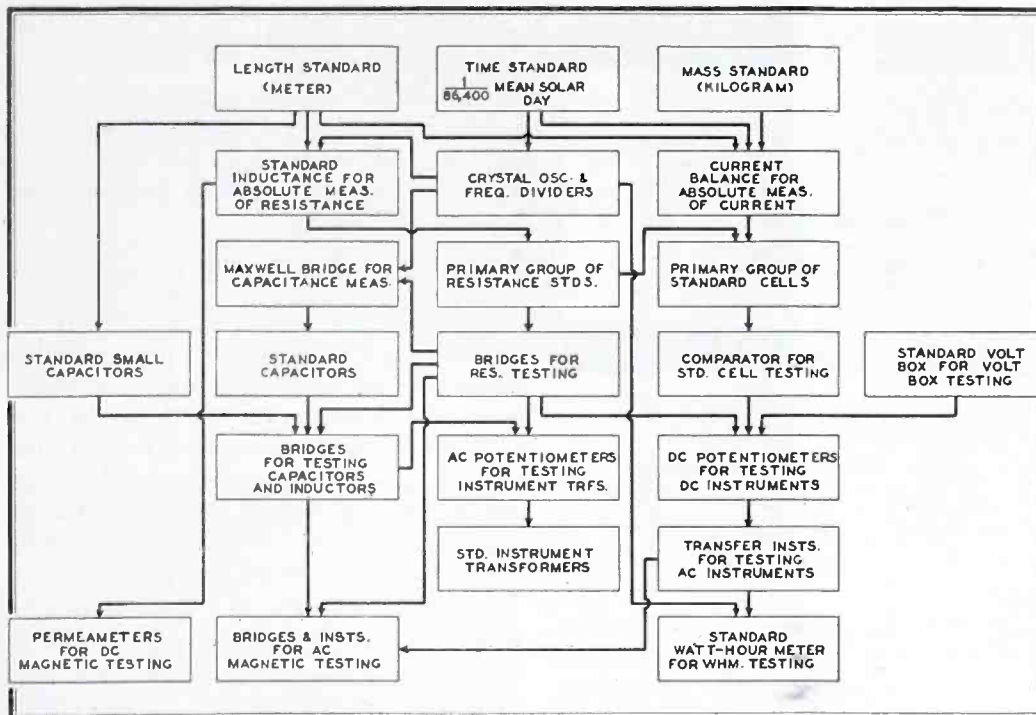 LENGTH STANDARD
(METER)
TIME STANDARD
1/86,400 MEAN SOLAR
DAY
MASS STANDARD
(KILOGRAM)
STANDARD
INDUCTANCE FOR
ABSOLUTE MEAS.
OF RESISTANCE
CRYSTAL OSC. &
FREQ. DIVIDERS
CURRENT
BALANCE FOR
ABSOLUTE MEAS.
OF CURRENT
MAXWELL BRIDGE FOR
CAPACITANCE MEAS.
PRIMARY GROUP OF
RESISTANCE STDS.
PRIMARY GROUP OF
STANDARD CELLS
STANDARD SMALL
CAPACITORS
STANDARD
CAPACITORS
BRIDGES FOR
RES. TESTING
COMPARATOR FOR
STD. CELL TESTING
STANDARD VOLT
BOX FOR VOLT
BOX TESTING
BRIDGES
FOR TESTING
CAPACITORS
AND INDUCTORS
AC POTENTIOMETERS
FOR TESTING
INSTRUMENT TRFS.
DC POTENTIOMETERS
FOR TESTING
DC INSTRUMENTS
STD. INSTRUMENT
TRANSFORMERS
TRANSFER INSTS.
FOR TESTING
AC INSTRUMENTS
PERMEAMETERS
FOR DC
MAGNETIC TESTING
BRIDGES & INSTS.
FOR AC
MAGNETIC TESTING
STANDARD
WATT-HOUR METER
FOR WHM. TESTING